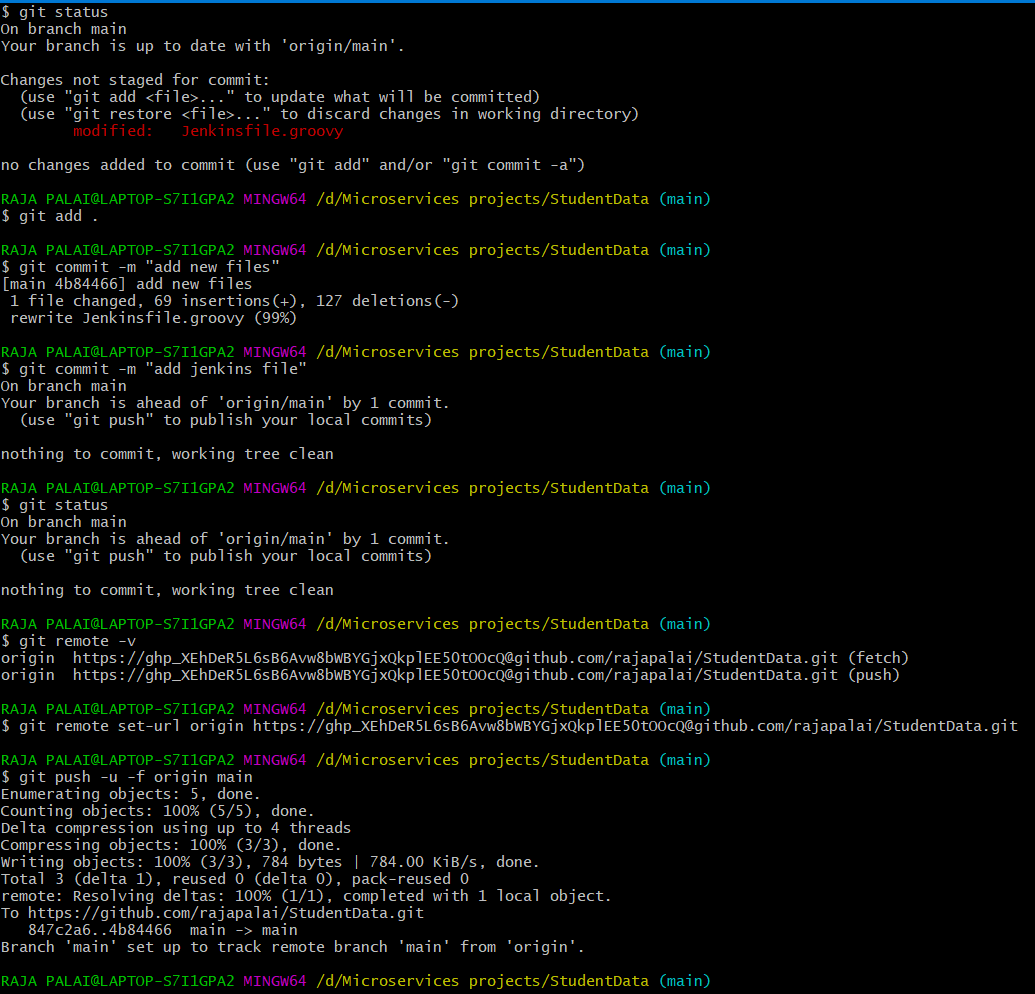 $ git status
On branch main
Your branch is up to date with 'origin/main'.
Changes not staged for commit:
(use "git add <file>..." to update what will be committed)
(use "git restore <file>..." to discard changes in working directory)
modified: Jenkinsfile.groovy
no changes added to commit (use "git add" and/or "git commit -a")
RAJA PALAI@LAPTOP-S7I1GPA2 MINGW64 /d/Microservices projects/StudentData (main)
$ git add .
RAJA PALAI@LAPTOP-S7I1GPA2 MINGW64 /d/Microservices projects/StudentData (main)
$ git commit -m "add new files"
[main 4b84466] add new files
1 file changed, 69 insertions(+), 127 deletions(-)
rewrite Jenkinsfile.groovy (99%)
RAJA PALAI@LAPTOP-S7I1GPA2 MINGW64 /d/Microservices projects/StudentData (main)
$ git commit -m "add jenkins file"
On branch main
Your branch is ahead of 'origin/main' by 1 commit.
(use "git push" to publish your local commits)
nothing to commit, working tree clean
RAJA PALAI@LAPTOP-S7I1GPA2 MINGW64 /d/Microservices projects/StudentData (main)
$ git status
On branch main
Your branch is ahead of 'origin/main' by 1 commit.
(use "git push" to publish your local commits)
nothing to commit, working tree clean
RAJA PALAI@LAPTOP-S7I1GPA2 MINGW64 /d/Microservices projects/StudentData (main)
$ git remote -v
origin https://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@github.com/rajapalai/StudentData.git (fetch)
origin https://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@github.com/rajapalai/StudentData.git (push)
RAJA PALAI@LAPTOP-S7I1GPA2 MINGW64 /d/Microservices projects/StudentData (main)
$ git remote set-url origin https://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@github.com/rajapalai/StudentData.git
RAJA PALAI@LAPTOP-S7I1GPA2 MINGW64 /d/Microservices projects/StudentData (main)
$ git push -u -f origin main
Enumerating objects: 5, done.
Counting objects: 100% (5/5), done.
Delta compression using up to 4 threads
Compressing objects: 100% (3/3), done.
Writing objects: 100% (3/3), 784 bytes | 784.00 KiB/s, done.
Total 3 (delta 1), reused 0 (delta 0), pack-reused 0
remote: Resolving deltas: 100% (1/1), completed with 1 local object.
To https://github.com/rajapalai/StudentData.git
847c2a6..4b84466 main -> main
Branch 'main' set up to track remote branch 'main' from 'origin'.
RAJA PALAI@LAPTOP-S7I1GPA2 MINGW64 /d/Microservices projects/StudentData (main)